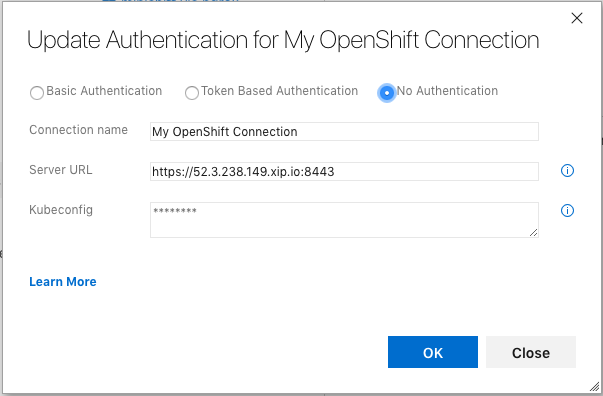 Update Authentication for My OpenShift Connection
Basic Authentication Token Based Authentication No Authentication
Connection name My OpenShift Connection
Server URL https://52.3.238.149.xip.io:8443
Kubeconfig ********
Learn More
OK Close